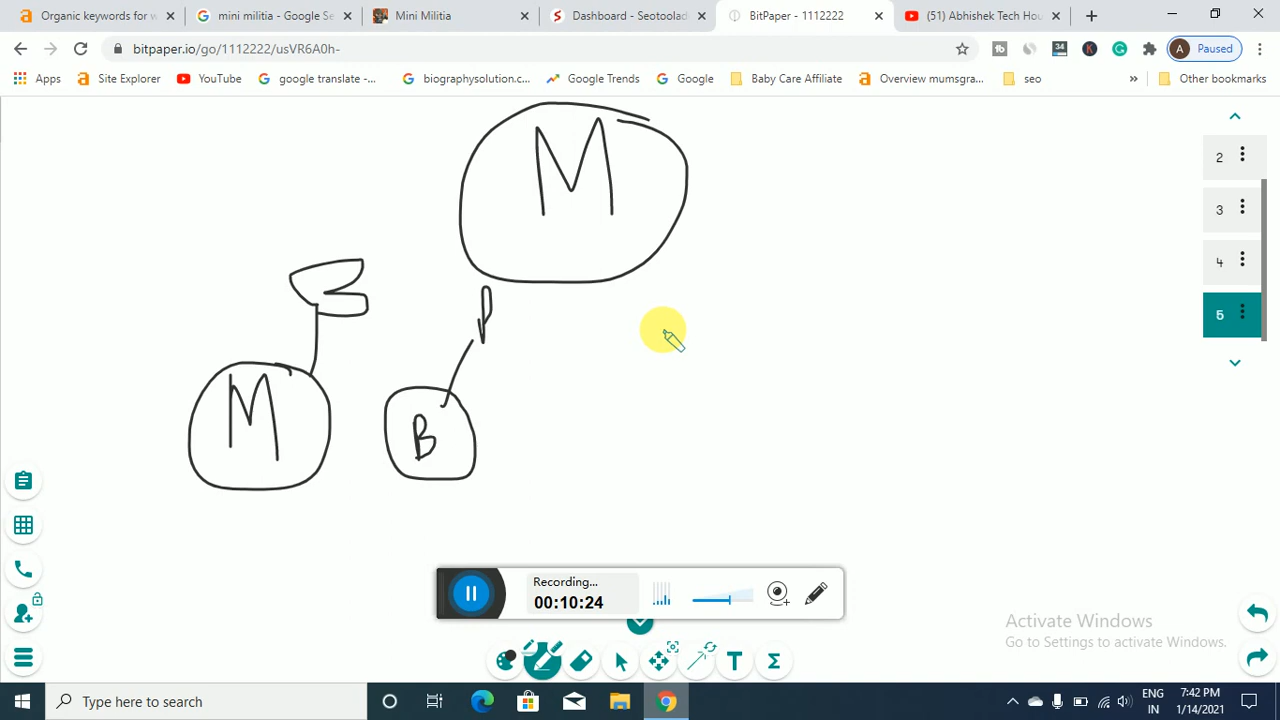 Organic keywords for w
mini militia - Google Se
Mini Militia
Dashboard - Seotoolad
BitPaper - 1112222
(51) Abhishek Tech Hou
bitpaper.io/go/1112222/usVR6A0h-
34
A
Paused
Apps
Site Explorer
YouTube
google translate -...
biographysolution.c...
Google Trends
Google
Baby Care Affiliate
Overview mumsgra...
seo
Other bookmarks
M
M
P
B
2
3
4
5
Recording...
00:10:24
Activate Windows
Go to Settings to activate Windows.
T
Σ
Type here to search
ENG
IN
7:42 PM
1/14/2021